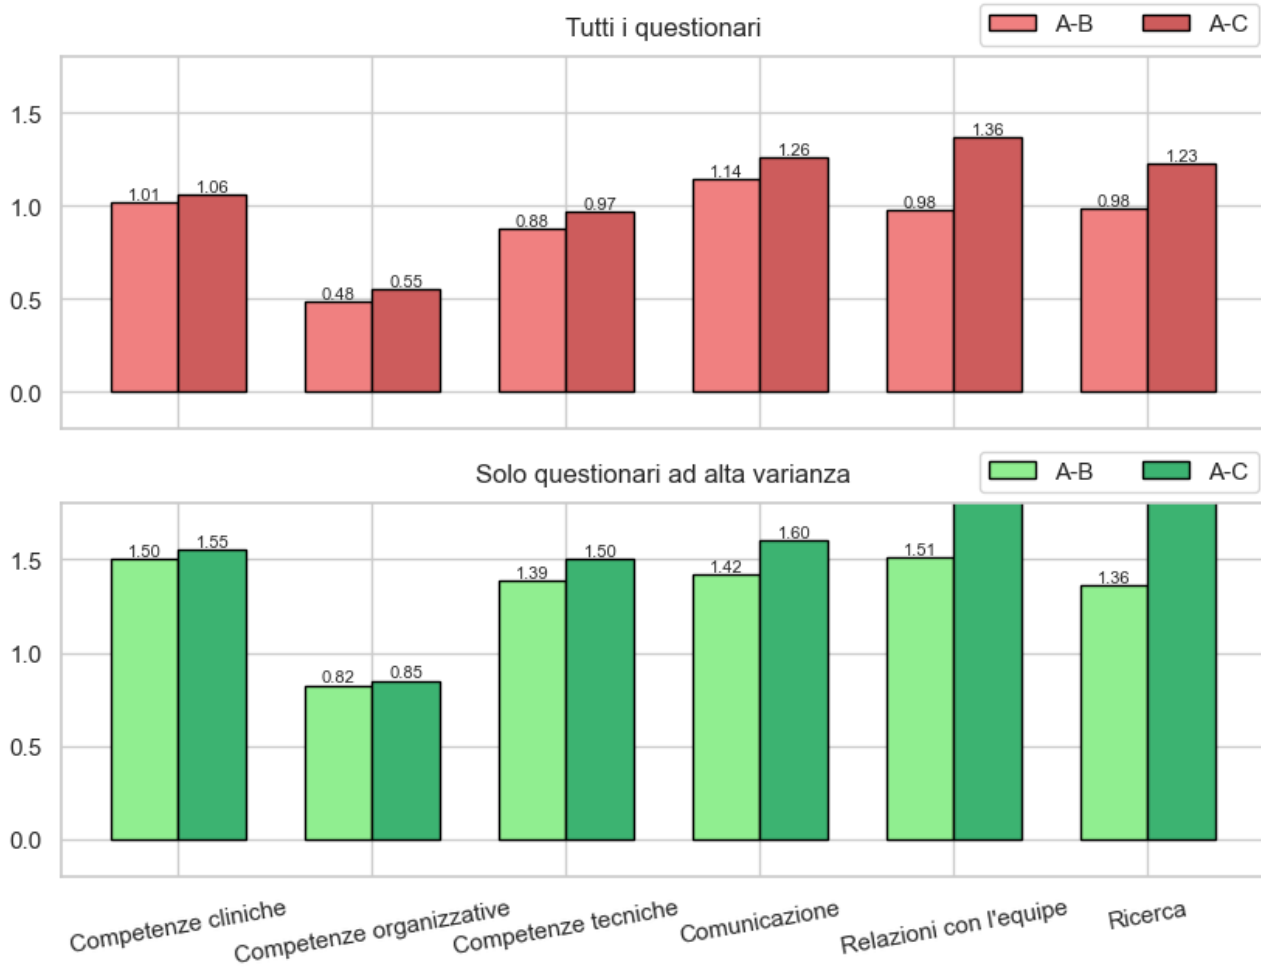 Tutti i questionari
A-B A-C
1.5
1.0
0.5
0.0
1.01 1.06 0.48 0.55 0.88 0.97 1.14 1.26 0.98 1.36 0.98 1.23
Solo questionari ad alta varianza
A-B A-C
1.5
1.0
0.5
0.0
1.50 1.55 0.82 0.85 1.39 1.50 1.42 1.60 1.51 1.36
Competenze cliniche
Competenze organizzative
Competenze tecniche
Comunicazione
Relazioni con l'equipe
Ricerca